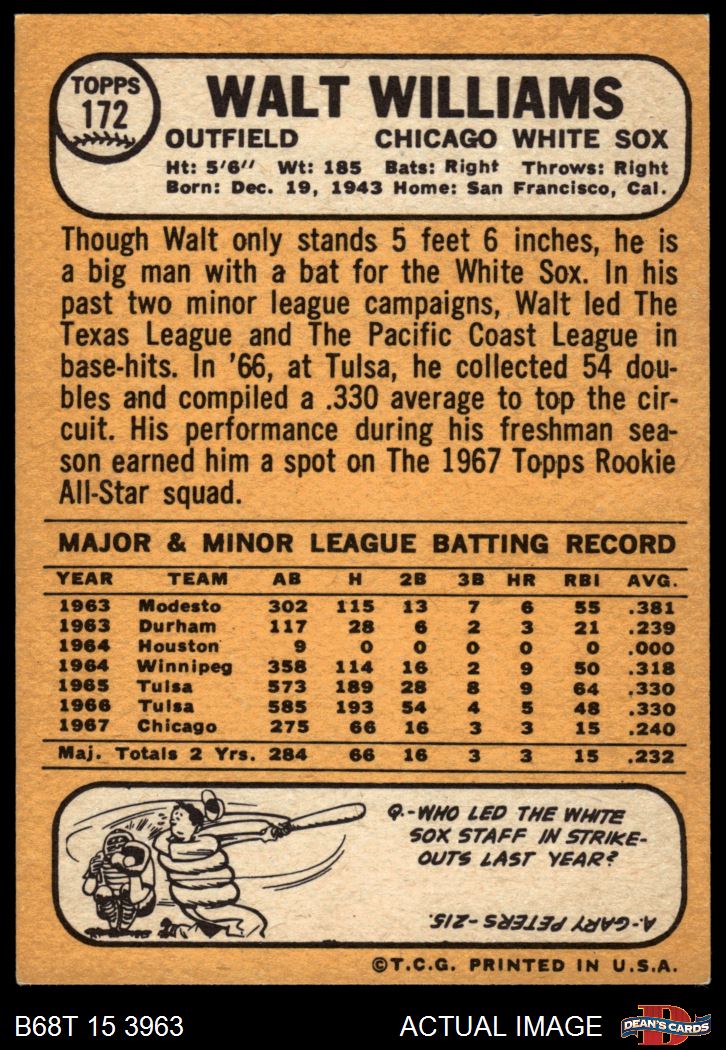 TOPPS
172
WALT WILLIAMS
OUTFIELD CHICAGO WHITE SOX
Ht: 5'6" Wt: 185 Bats: Right Throws: Right
Born: Dec. 19, 1943 Home: San Francisco, Cal.
Though Walt only stands 5 feet 6 inches, he is
a big man with a bat for the White Sox. In his
past two minor league campaigns, Walt led The
Texas League and The Pacific Coast League in
base-hits. In '66, at Tulsa, he collected 54 dou-
bles and compiled a .330 average to top the cir-
cuit. His performance during his freshman sea-
son earned him a spot on The 1967 Topps Rookie
All-Star squad.
MAJOR & MINOR LEAGUE BATTING RECORD
YEAR TEAM AB H 2B 3B HR RBI AVG.
1963 Modesto 302 115 13 7 6 55 .381
1963 Durham 117 28 6 2 3 21 .239
1964 Houston 9 0 0 0 0 0 .000
1964 Winnipeg 358 114 16 2 9 50 .318
1965 Tulsa 573 189 28 8 9 64 .330
1966 Tulsa 585 193 54 4 5 48 .330
1967 Chicago 275 66 16 3 3 15 .240
Maj. Totals 2 Yrs. 284 66 16 3 3 15 .232
Q.-WHO LED THE WHITE
SOX STAFF IN STRIKE-
OUTS LAST YEAR?
A-GARY PETERS-215.
©T.C.G. PRINTED IN U.S.A.
B68T 15 3963 ACTUAL IMAGE
DEAN'S CARDS